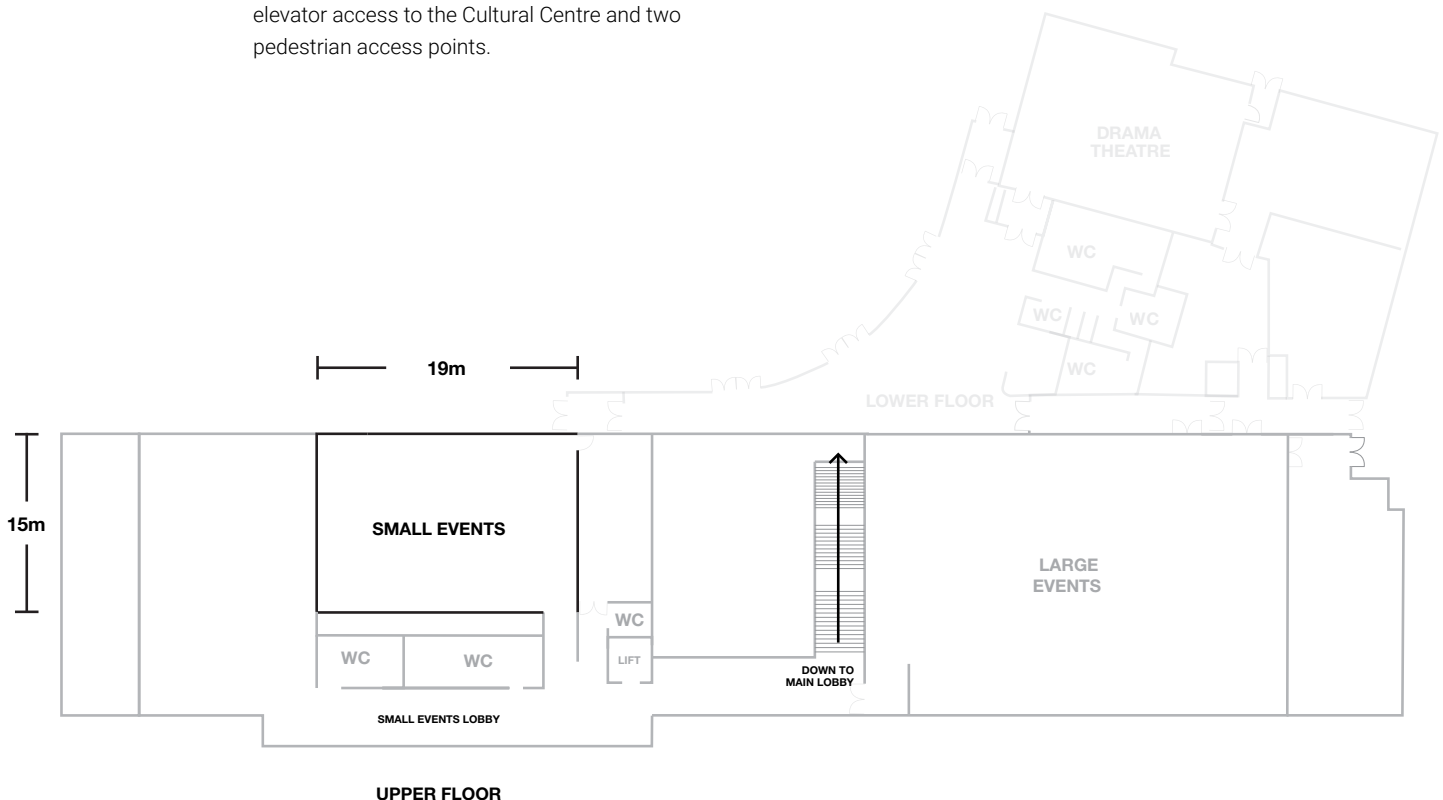 elevator access to the Cultural Centre and two
pedestrian access points.
DRAMA
THEATRE
WC
WC
WC
WC
LOWER FLOOR
19m
15m
SMALL EVENTS
LARGE
EVENTS
WC
WC
WC
LIFT
DOWN TO
MAIN LOBBY
SMALL EVENTS LOBBY
UPPER FLOOR